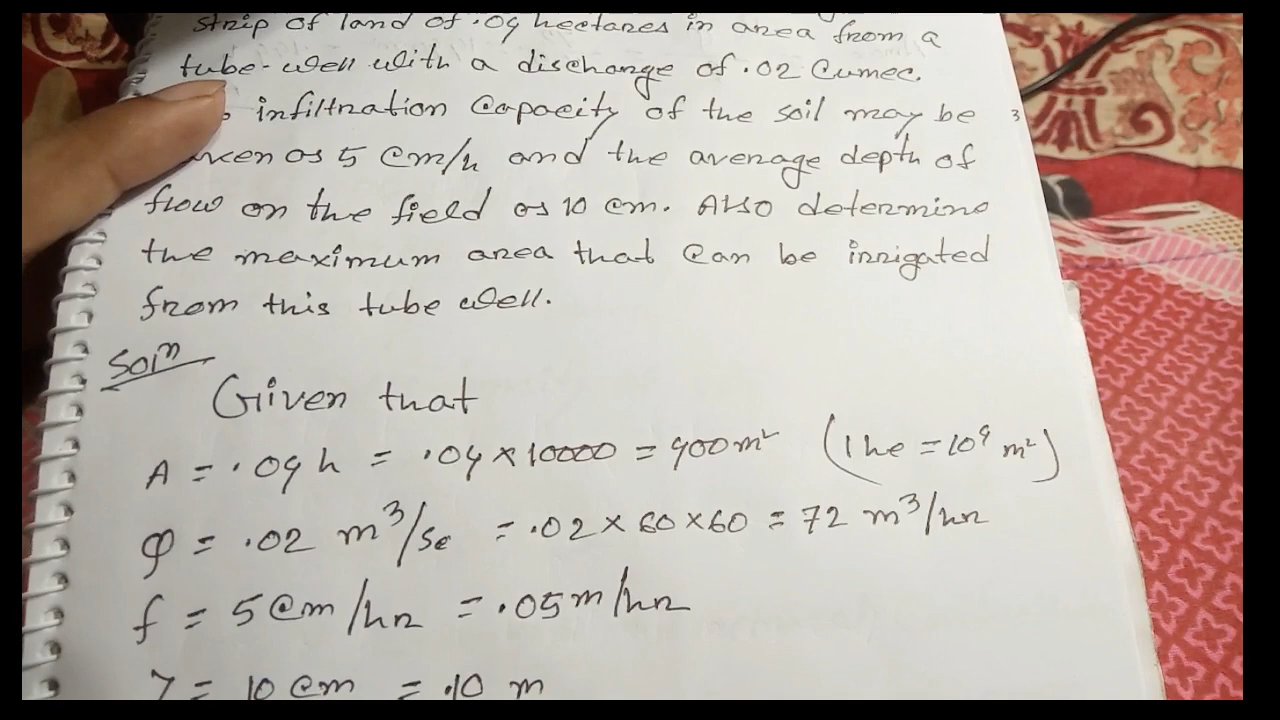 strip of land of .04 hectares in area from a
tube-well with a discharge of .02 Cumec.
infiltration Capacity of the soil may be
as 5 cm/h and the average depth of
flow on the field as 10 cm. Also determine
the maximum area that can be irrigated
from this tube well.
Solⁿ
Given that
A = .04 h = .04 × 10000 = 400 m² (1 he = 10⁴ m²)
Q = .02 m³/se = .02 × 60 × 60 = 72 m³/hr
f = 5 cm/hr = .05 m/hr
y = 10 cm = .10 m